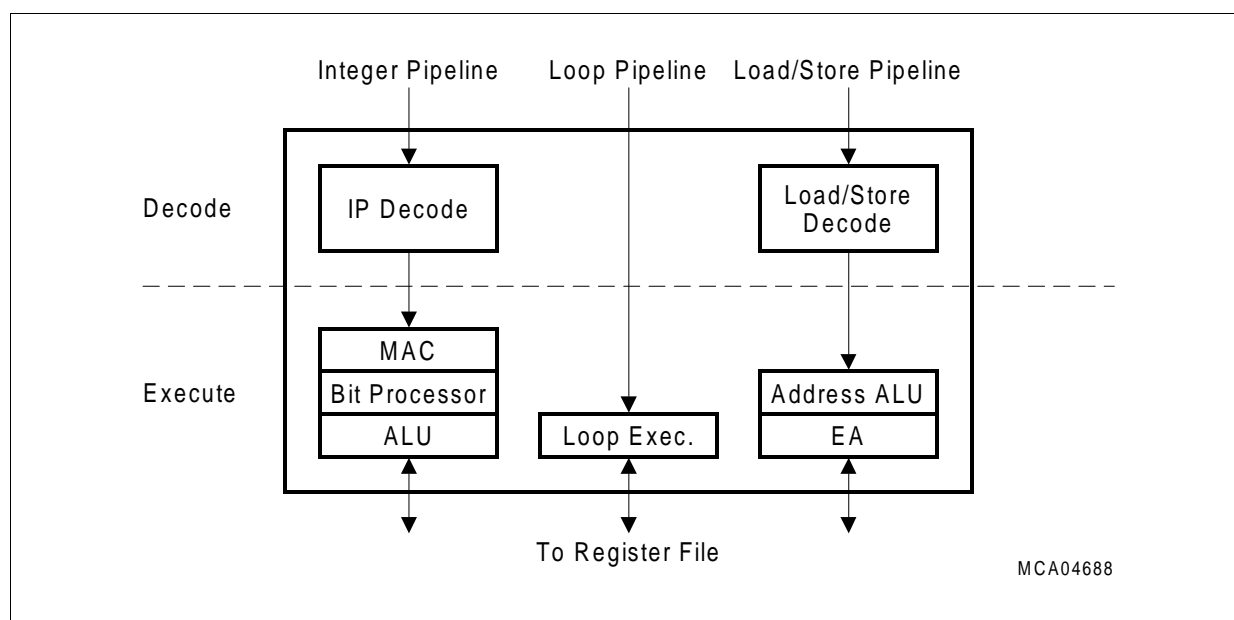 Integer Pipeline
Loop Pipeline
Load/Store Pipeline
Decode
IP Decode
Load/Store
Decode
Execute
MAC
Bit Processor
ALU
Loop Exec.
Address ALU
EA
To Register File
MCA04688